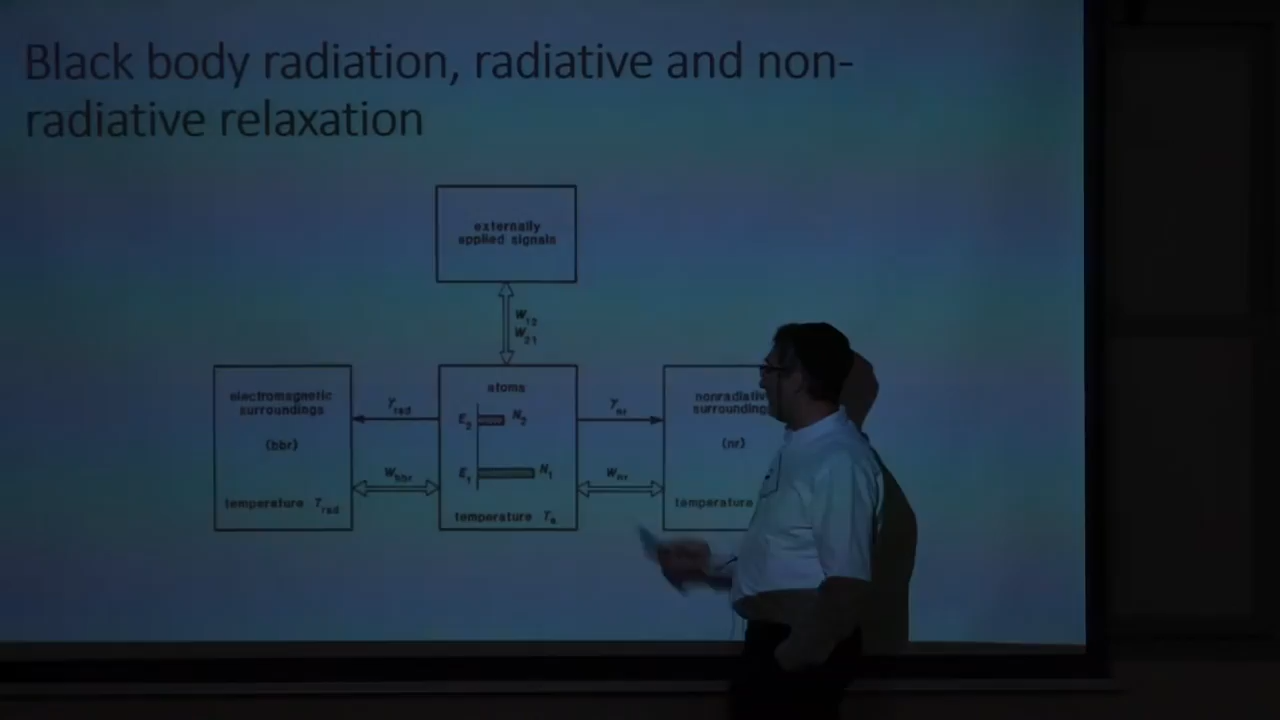 Black body radiation, radiative and non-
radiative relaxation
externally
applied signals
W12
W21
electromagnetic
surroundings
(bbr)
temperature Trad
γrad
Wbbr
atoms
E2 N2
E1 N1
temperature Ta
γnr
Wnr
nonradiativ
surroundings
(nr)
temperature